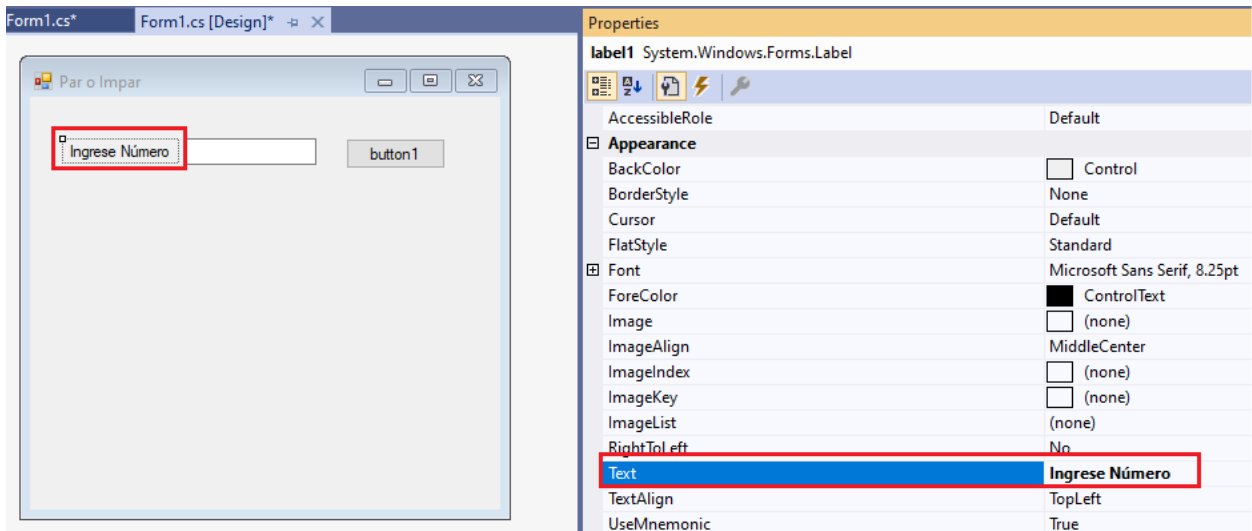 Form1.cs*
Form1.cs [Design]*
Par o Impar
Ingrese Número
button1
Properties
label1 System.Windows.Forms.Label
AccessibleRole Default
Appearance
BackColor Control
BorderStyle None
Cursor Default
FlatStyle Standard
Font Microsoft Sans Serif, 8.25pt
ForeColor ControlText
Image (none)
ImageAlign MiddleCenter
ImageIndex (none)
ImageKey (none)
ImageList (none)
RightToLeft No
Text Ingrese Número
TextAlign TopLeft
UseMnemonic True